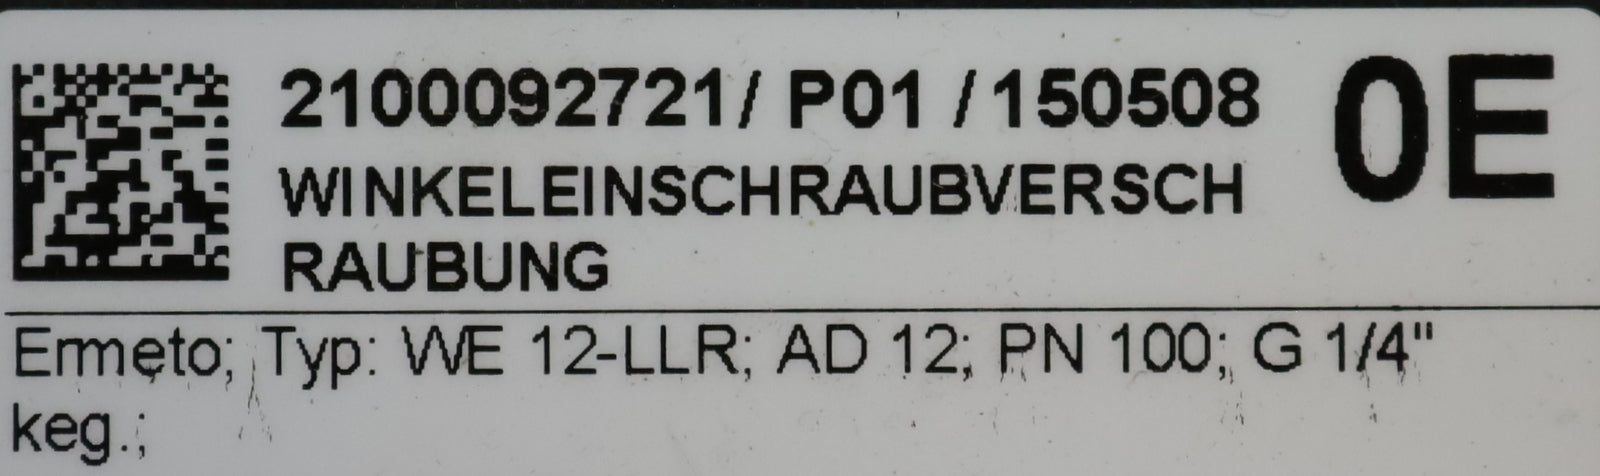 2100092721/ P01 /150508 0E
WINKELEINSCHRAUBVERSCH
RAUBUNG
Ermeto; Typ: WE 12-LLR; AD 12; PN 100; G 1/4"
keg.;